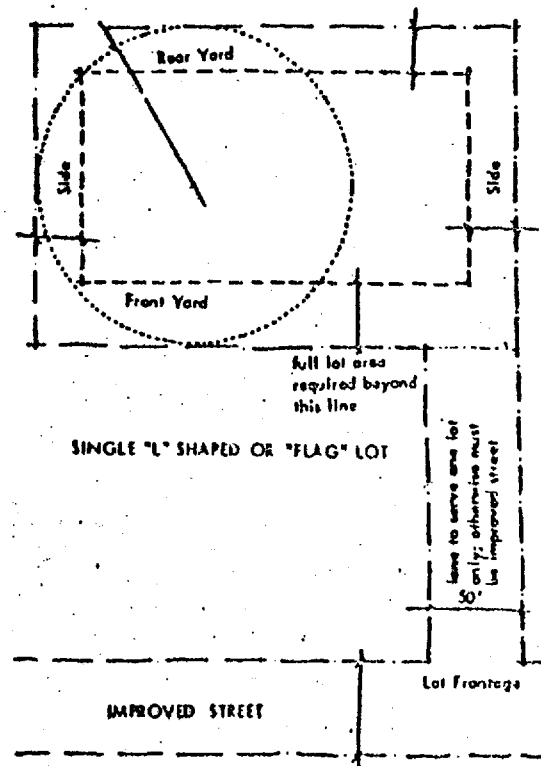 Rear Yard
Side
Side
Front Yard
full lot area
required beyond
this line
SINGLE "L" SHAPED OR "FLAG" LOT
lane to serve one lot
only; otherwise must
be improved street
50'
Lot Frontage
IMPROVED STREET